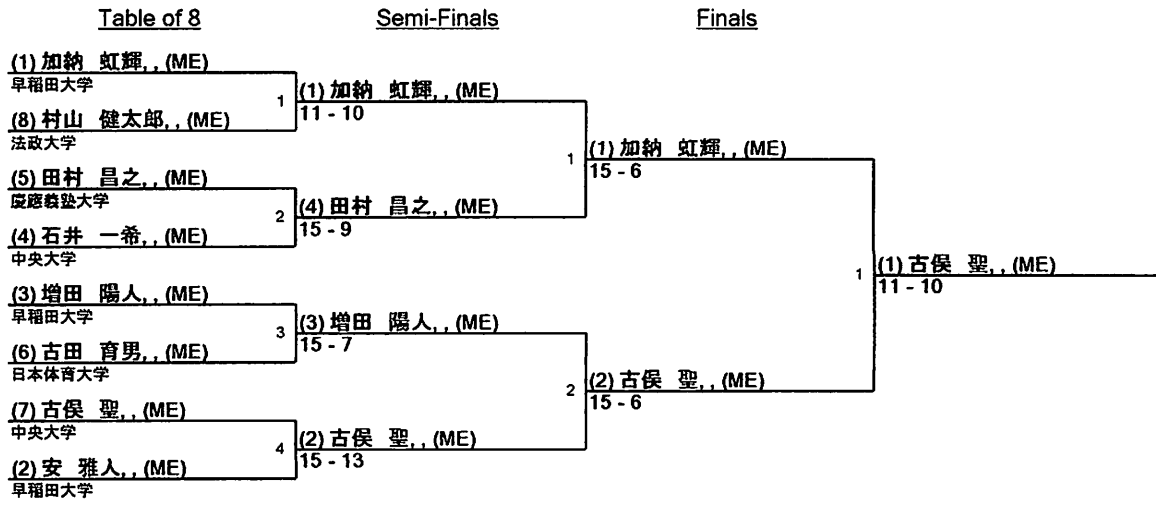 Table of 8
Semi-Finals
Finals
(1) 加納 虹輝, , (ME)
早稲田大学
1
(1) 加納 虹輝, , (ME)
11 - 10
(8) 村山 健太郎, , (ME)
法政大学
1
(1) 加納 虹輝, , (ME)
15 - 6
(5) 田村 昌之, , (ME)
慶應義塾大学
2
(4) 田村 昌之, , (ME)
15 - 9
(4) 石井 一希, , (ME)
中央大学
1
(1) 古俣 聖, , (ME)
11 - 10
(3) 増田 陽人, , (ME)
早稲田大学
3
(3) 増田 陽人, , (ME)
15 - 7
(6) 古田 育男, , (ME)
日本体育大学
2
(2) 古俣 聖, , (ME)
15 - 6
(7) 古俣 聖, , (ME)
中央大学
4
(2) 古俣 聖, , (ME)
15 - 13
(2) 安 雅人, , (ME)
早稲田大学